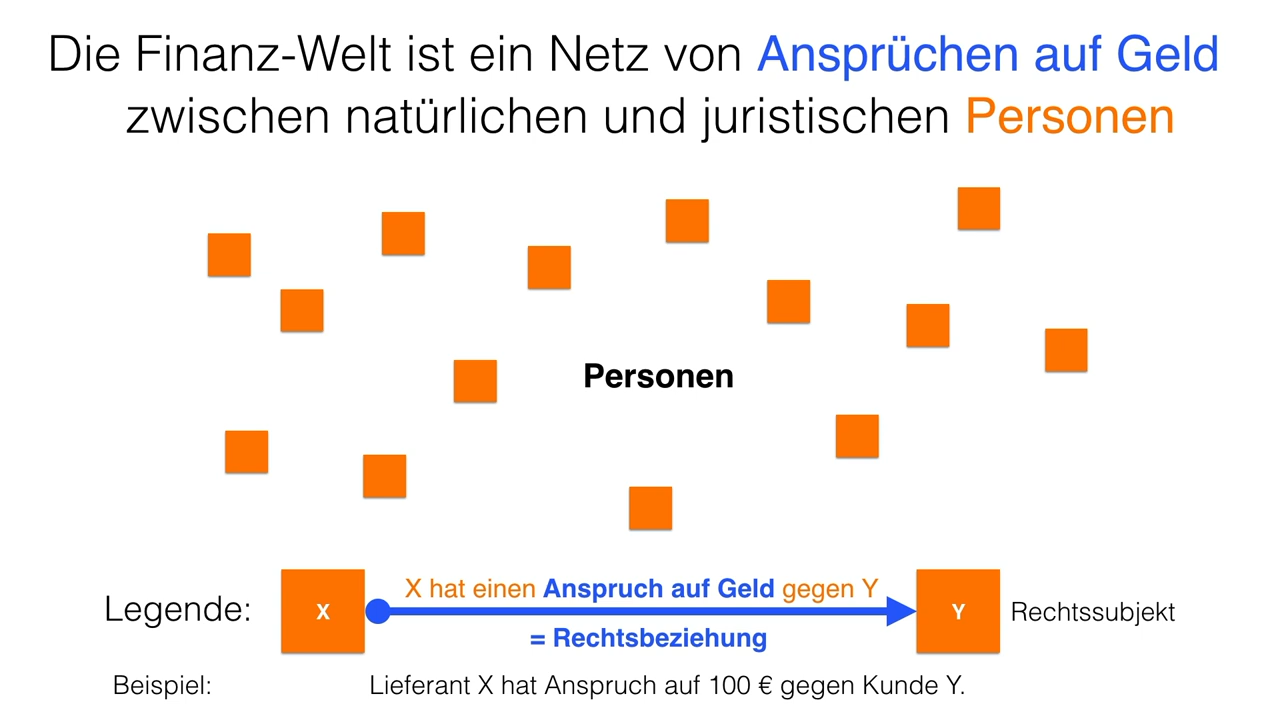 Die Finanz-Welt ist ein Netz von Ansprüchen auf Geld
zwischen natürlichen und juristischen Personen
Personen
X hat einen Anspruch auf Geld gegen Y
Legende: X Y Rechtssubjekt
= Rechtsbeziehung
Beispiel: Lieferant X hat Anspruch auf 100 € gegen Kunde Y.